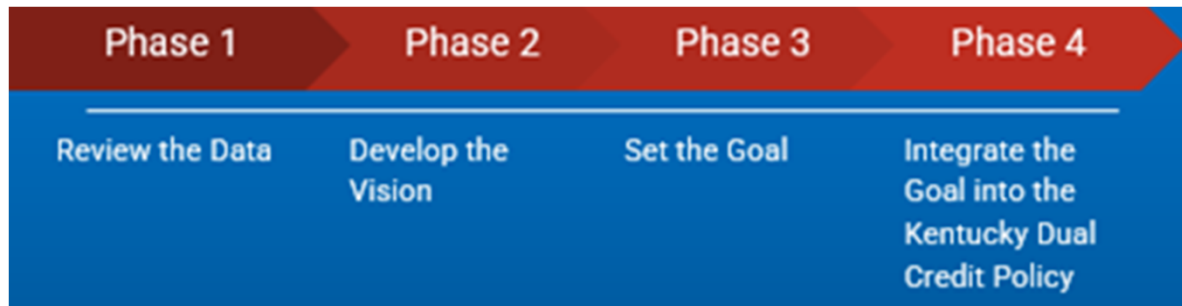 Phase 1
Phase 2
Phase 3
Phase 4
Review the Data
Develop the
Vision
Set the Goal
Integrate the
Goal into the
Kentucky Dual
Credit Policy